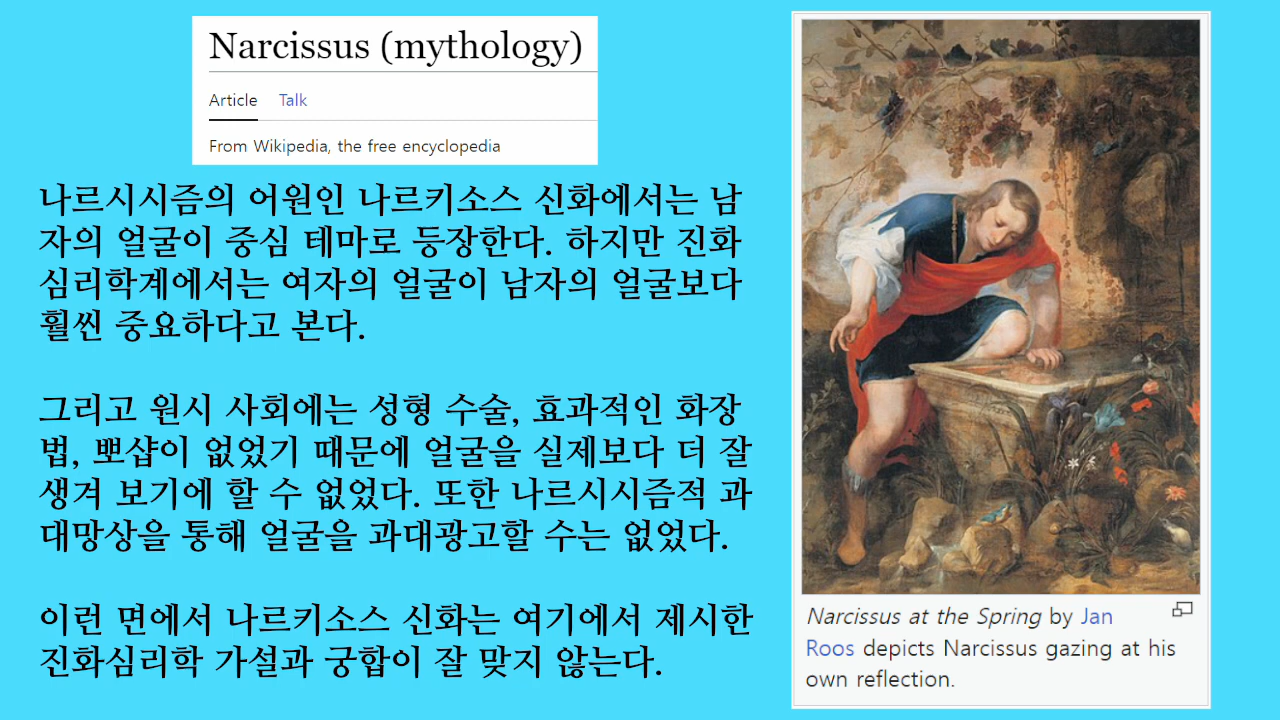 Narcissus (mythology)
Article Talk
From Wikipedia, the free encyclopedia
나르시시즘의 어원인 나르키소스 신화에서는 남
자의 얼굴이 중심 테마로 등장한다. 하지만 진화
심리학계에서는 여자의 얼굴이 남자의 얼굴보다
훨씬 중요하다고 본다.
그리고 원시 사회에는 성형 수술, 효과적인 화장
법, 뽀샵이 없었기 때문에 얼굴을 실제보다 더 잘
생겨 보기에 할 수 없었다. 또한 나르시시즘적 과
대망상을 통해 얼굴을 과대광고할 수는 없었다.
이런 면에서 나르키소스 신화는 여기에서 제시한
진화심리학 가설과 궁합이 잘 맞지 않는다.
Narcissus at the Spring by Jan
Roos depicts Narcissus gazing at his
own reflection.